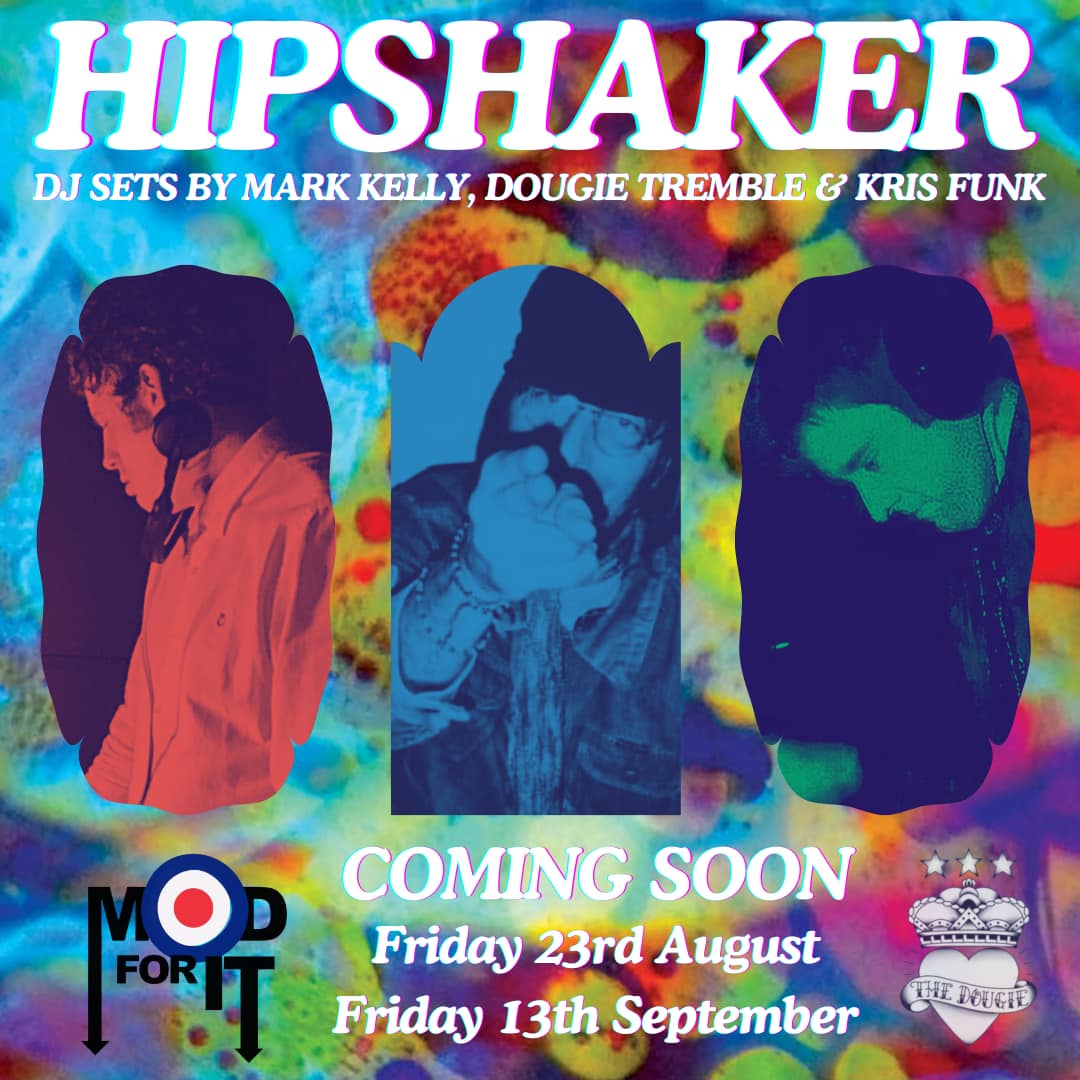 HIPSHAKER
DJ SETS BY MARK KELLY, DOUGIE TREMBLE & KRIS FUNK
COMING SOON
Friday 23rd August
Friday 13th September
MOD
FOR IT
THE DOUGIE